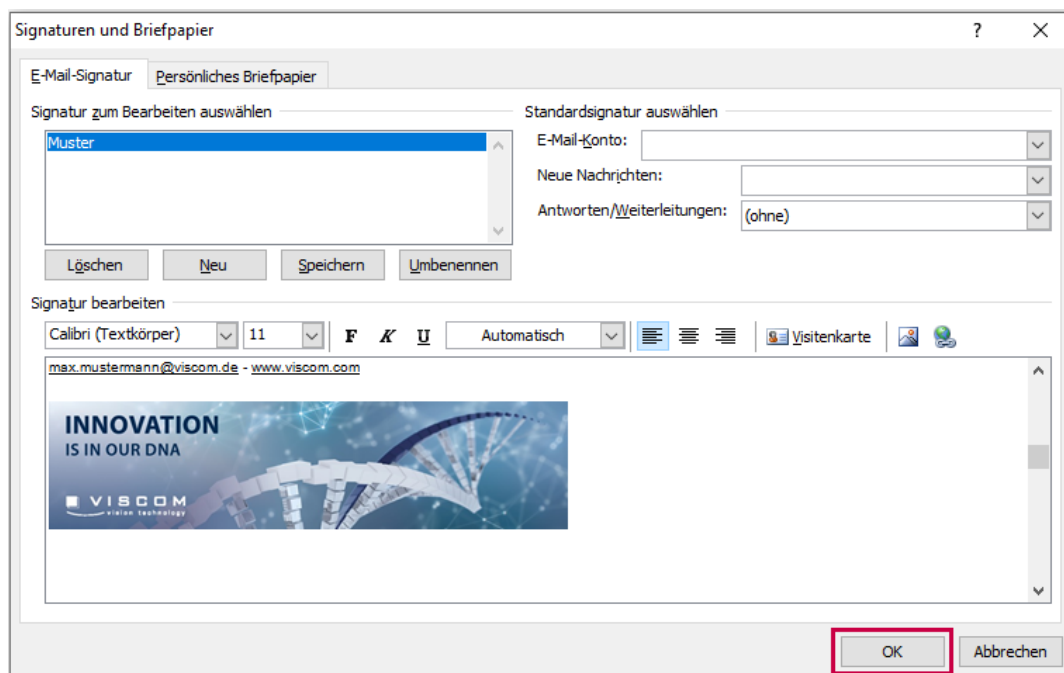 Signaturen und Briefpapier ?
E-Mail-Signatur Persönliches Briefpapier
Signatur zum Bearbeiten auswählen
Muster
Löschen Neu Speichern Umbenennen
Standardsignatur auswählen
E-Mail-Konto:
Neue Nachrichten:
Antworten/Weiterleitungen: (ohne)
Signatur bearbeiten
Calibri (Textkörper) 11 F K U Automatisch Visitenkarte
max.mustermann@viscom.de - www.viscom.com
INNOVATION
IS IN OUR DNA
VISCOM
vision technology
OK Abbrechen